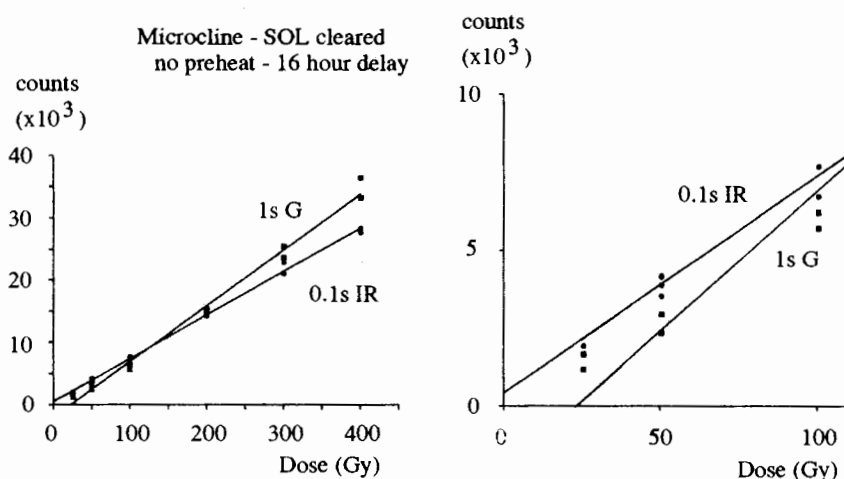 Microcline - SOL cleared
no preheat - 16 hour delay
counts
(x10³)
40
30
20
10
0
0
100
200
300
400
Dose (Gy)
1s G
0.1s IR
counts
(x10³)
10
5
0
0
50
100
Dose (Gy)
0.1s IR
1s G